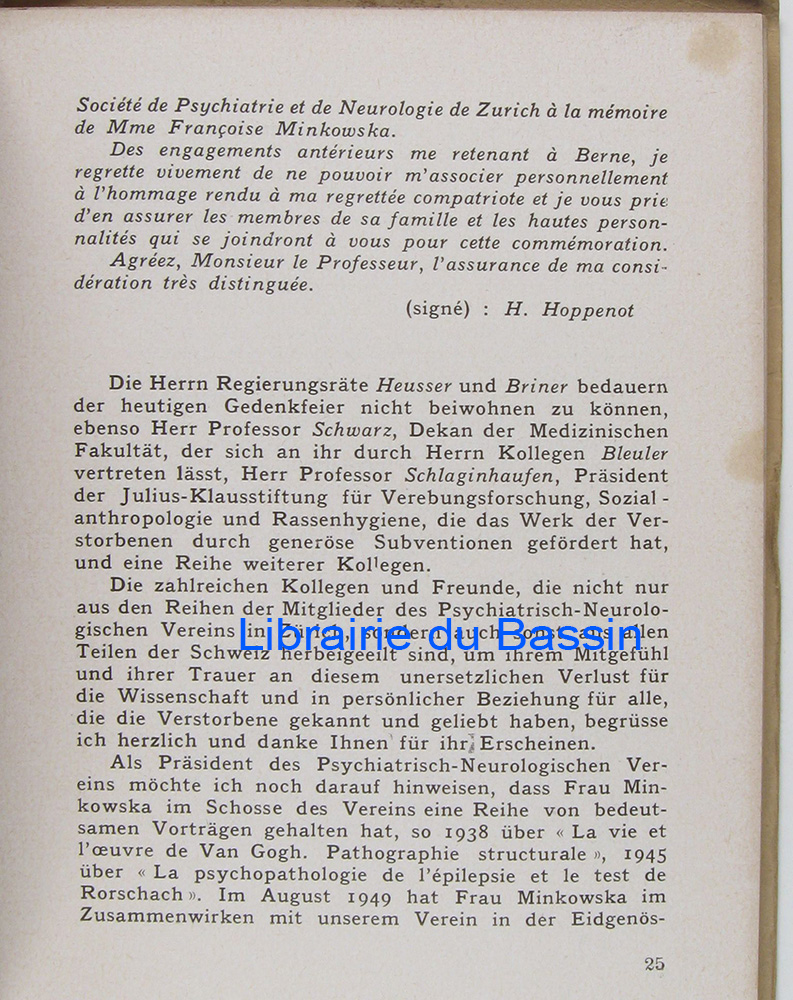 Société de Psychiatrie et de Neurologie de Zurich à la mémoire
de Mme Françoise Minkowska.
Des engagements antérieurs me retenant à Berne, je
regrette vivement de ne pouvoir m'associer personnellement
à l'hommage rendu à ma regrettée compatriote et je vous prie
d'en assurer les membres de sa famille et les hautes person-
nalités qui se joindront à vous pour cette commémoration.
Agréez, Monsieur le Professeur, l'assurance de ma consi-
dération très distinguée.
(signé) : H. Hoppenot
Die Herrn Regierungsräte Heusser und Briner bedauern
der heutigen Gedenkfeier nicht beiwohnen zu können,
ebenso Herr Professor Schwarz, Dekan der Medizinischen
Fakultät, der sich an ihr durch Herrn Kollegen Bleuler
vertreten lässt, Herr Professor Schlaginhaufen, Präsident
der Julius-Klausstiftung für Verebungsforschung, Sozial-
anthropologie und Rassenhygiene, die das Werk der Ver-
storbenen durch generöse Subventionen gefördert hat,
und eine Reihe weiterer Kollegen.
Die zahlreichen Kollegen und Freunde, die nicht nur
aus den Reihen der Mitglieder des Psychiatrisch-Neurolo-
gischen Vereins in Zürich, sondern auch sonst aus allen
Librairie du Bassin
Teilen der Schweiz herbeigeeilt sind, um ihrem Mitgefühl
und ihrer Trauer an diesem unersetzlichen Verlust für
die Wissenschaft und in persönlicher Beziehung für alle,
die die Verstorbene gekannt und geliebt haben, begrüsse
ich herzlich und danke Ihnen für ihr Erscheinen.
Als Präsident des Psychiatrisch-Neurologischen Ver-
eins möchte ich noch darauf hinweisen, dass Frau Min-
kowska im Schosse des Vereins eine Reihe von bedeut-
samen Vorträgen gehalten hat, so 1938 über « La vie et
l'œuvre de Van Gogh. Pathographie structurale », 1945
über « La psychopathologie de l'épilepsie et le test de
Rorschach ». Im August 1949 hat Frau Minkowska im
Zusammenwirken mit unserem Verein in der Eidgenös-
25